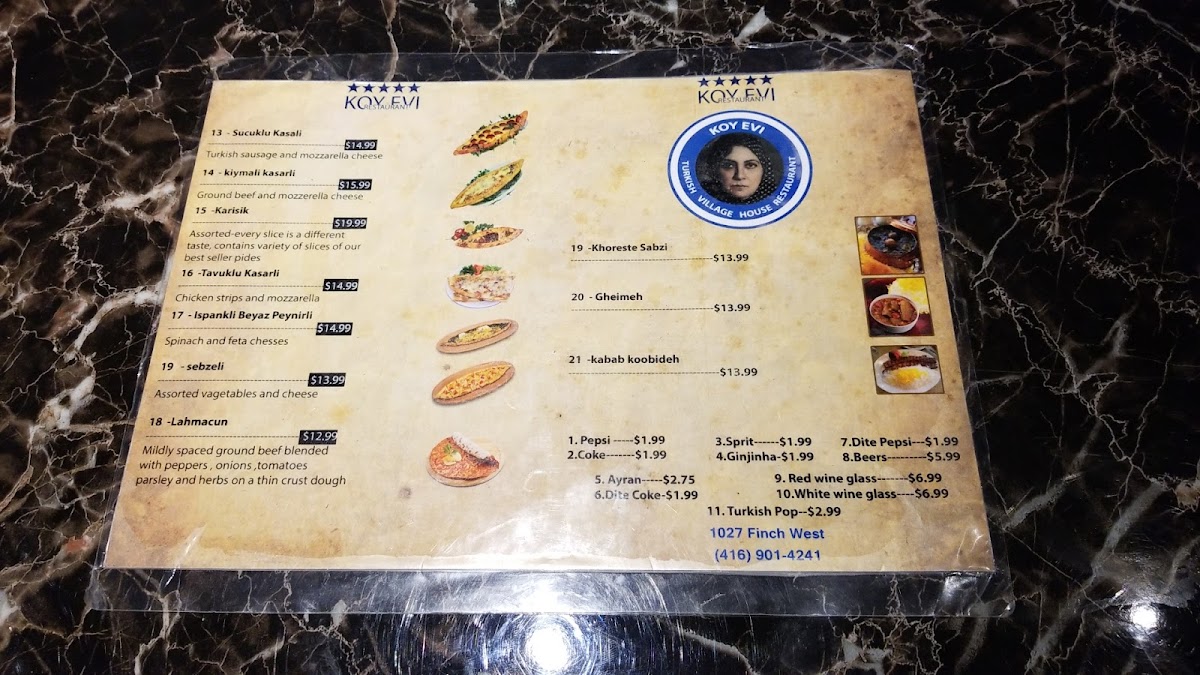 ★★★★★
KOY EVI
RESTAURANT
13 - Sucuklu Kasali
$14.99
Turkish sausage and mozzarella cheese
14 - kiymali kasarli
$15.99
Ground beef and mozzerella cheese
15 -Karisik
$19.99
Assorted-every slice is a different
taste, contains variety of slices of our
best seller pides
16 -Tavuklu Kasarli
$14.99
Chicken strips and mozzarella
17 - Ispankli Beyaz Peynirli
$14.99
Spinach and feta chesses
19 - sebzeli
$13.99
Assorted vagetables and cheese
18 -Lahmacun
$12.99
Mildly spaced ground beef blended
with peppers , onions ,tomatoes
parsley and herbs on a thin crust dough
★★★★★
KOY EVI
RESTAURANT
KOY EVI
TURKISH VILLAGE HOUSE RESTAURANT
19 -Khoreste Sabzi
$13.99
20 - Gheimeh
$13.99
21 -kabab koobideh
$13.99
1. Pepsi -----$1.99 3.Sprit------$1.99 7.Dite Pepsi---$1.99
2.Coke-------$1.99 4.Ginjinha-$1.99 8.Beers---------$5.99
5. Ayran-----$2.75 9. Red wine glass-------$6.99
6.Dite Coke-$1.99 10.White wine glass----$6.99
11. Turkish Pop--$2.99
1027 Finch West
(416) 901-4241